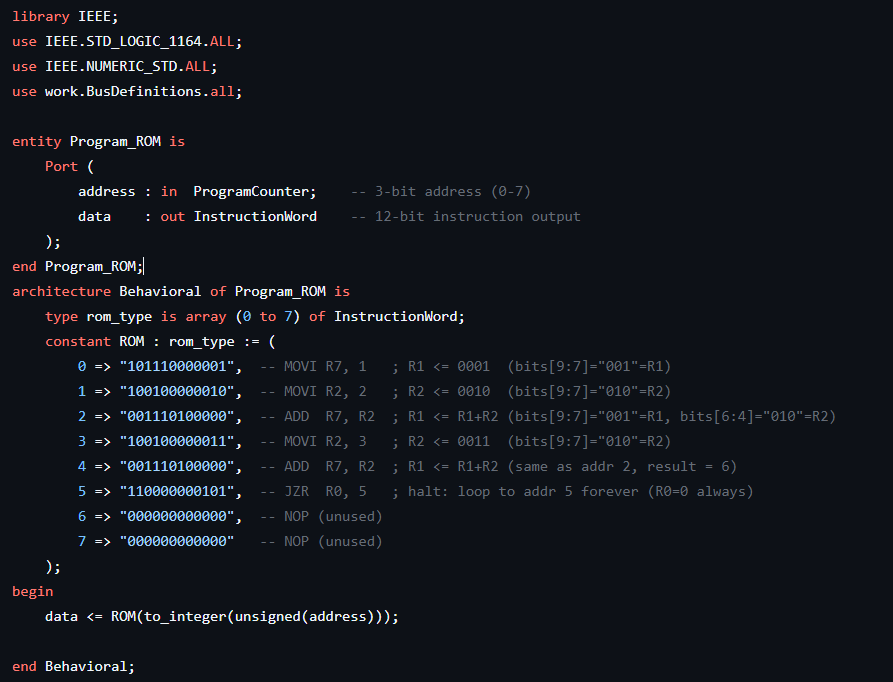 library IEEE;
use IEEE.STD_LOGIC_1164.ALL;
use IEEE.NUMERIC_STD.ALL;
use work.BusDefinitions.all;

entity Program_ROM is
    Port (
        address : in  ProgramCounter;    -- 3-bit address (0-7)
        data    : out InstructionWord    -- 12-bit instruction output
    );
end Program_ROM;
architecture Behavioral of Program_ROM is
    type rom_type is array (0 to 7) of InstructionWord;
    constant ROM : rom_type := (
        0 => "101110000001",  -- MOVI R7, 1   ; R1 <= 0001  (bits[9:7]="001"=R1)
        1 => "100100000010",  -- MOVI R2, 2   ; R2 <= 0010  (bits[9:7]="010"=R2)
        2 => "001110100000",  -- ADD  R7, R2  ; R1 <= R1+R2 (bits[9:7]="001"=R1, bits[6:4]="010"=R2)
        3 => "100100000011",  -- MOVI R2, 3   ; R2 <= 0011  (bits[9:7]="010"=R2)
        4 => "001110100000",  -- ADD  R7, R2  ; R1 <= R1+R2 (same as addr 2, result = 6)
        5 => "110000000101",  -- JZR  R0, 5   ; halt: loop to addr 5 forever (R0=0 always)
        6 => "000000000000",  -- NOP (unused)
        7 => "000000000000"   -- NOP (unused)
    );
begin
    data <= ROM(to_integer(unsigned(address)));

end Behavioral;